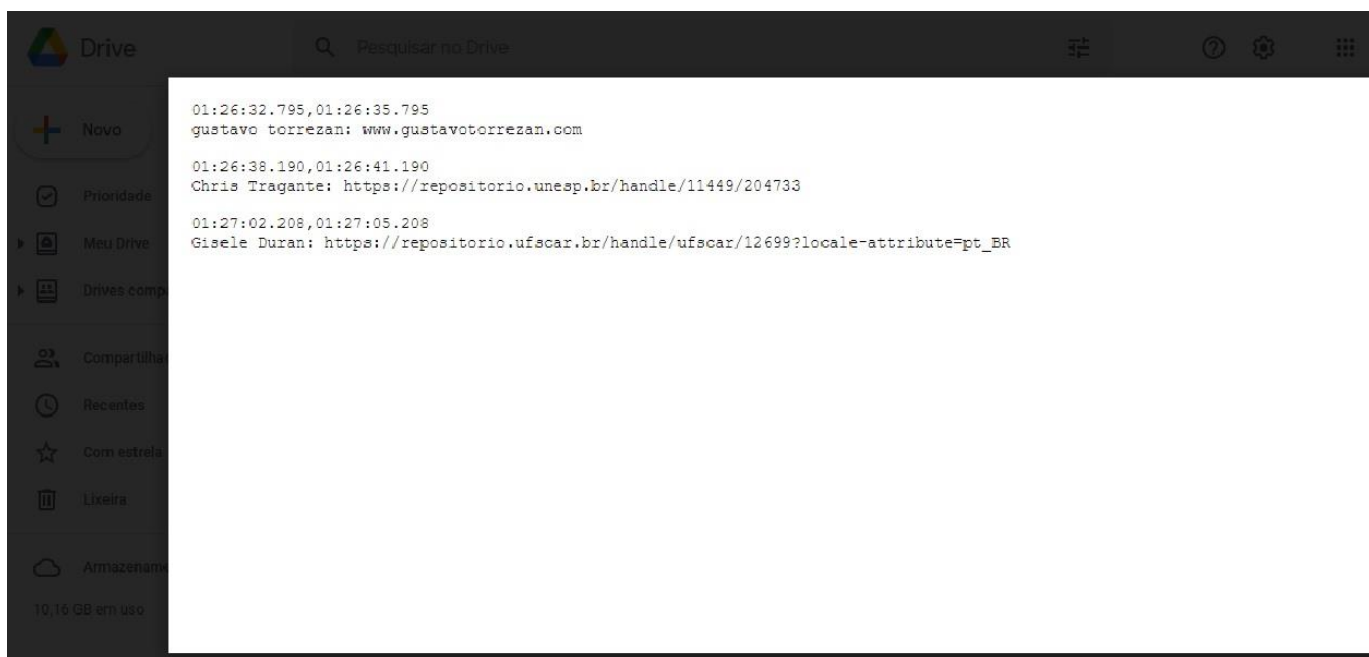 Drive
Pesquisar no Drive
Novo
01:26:32.795,01:26:35.795
gustavo torrezan: www.gustavotorrezan.com
01:26:38.190,01:26:41.190
Chris Tragante: https://repositorio.unesp.br/handle/11449/204733
01:27:02.208,01:27:05.208
Gisele Duran: https://repositorio.ufscar.br/handle/ufscar/12699?locale-attribute=pt_BR
Prioridade
Meu Drive
Drives comp
Compartilha
Recentes
Com estrela
Lixeira
Armazename
10,16 GB em uso